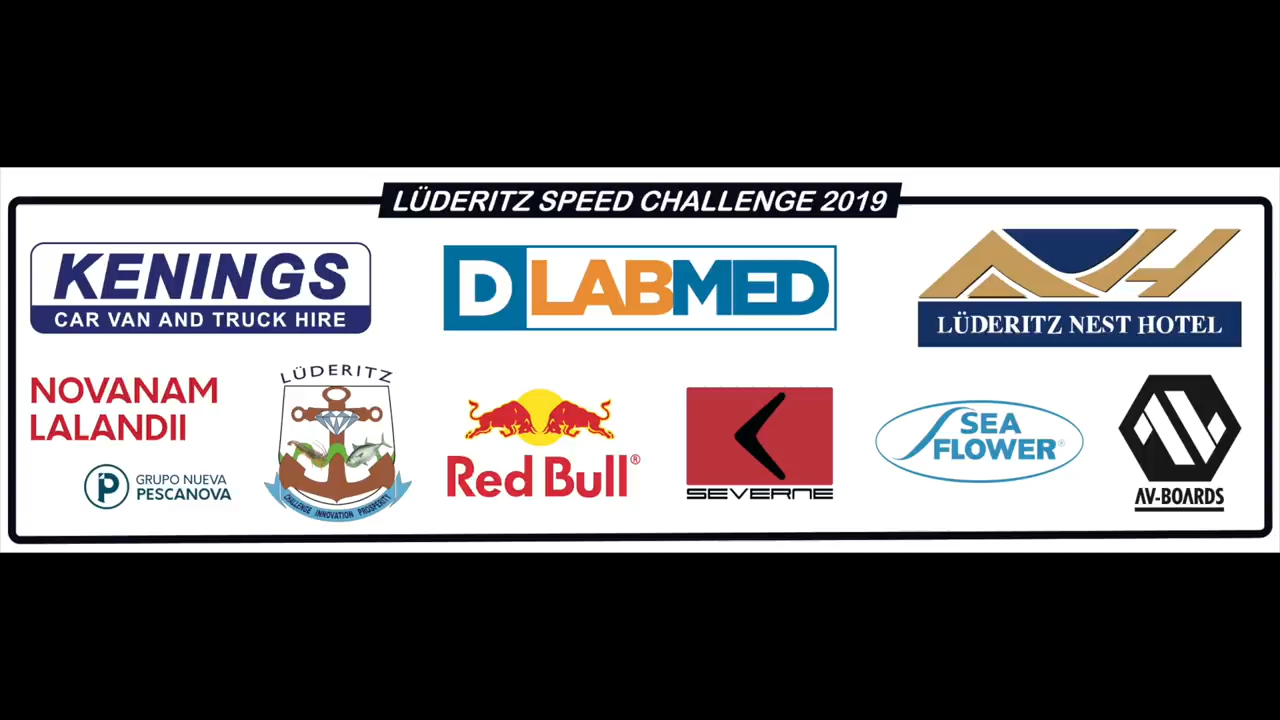 LÜDERITZ SPEED CHALLENGE 2019
KENINGS
CAR VAN AND TRUCK HIRE
D LABMED
LÜDERITZ NEST HOTEL
NOVANAM
LALANDII
GRUPO NUEVA
PESCANOVA
LÜDERITZ
CHALLENGE INNOVATION PROSPERITY
Red Bull®
SEVERNE
SEA
FLOWER®
AV-BOARDS